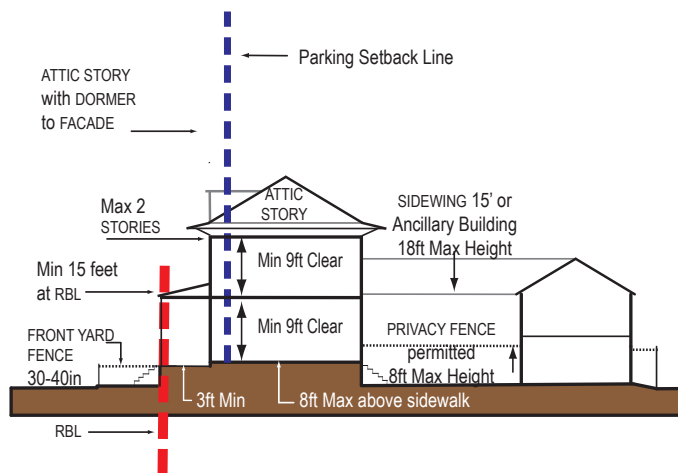 Parking Setback Line
ATTIC STORY
with DORMER
to FACADE
ATTIC
STORY
Max 2
STORIES
SIDEWING 15' or
Ancillary Building
18ft Max Height
Min 9ft Clear
Min 15 feet
at RBL
Min 9ft Clear
FRONT YARD
FENCE
30-40in
PRIVACY FENCE
permitted
8ft Max Height
3ft Min
8ft Max above sidewalk
RBL